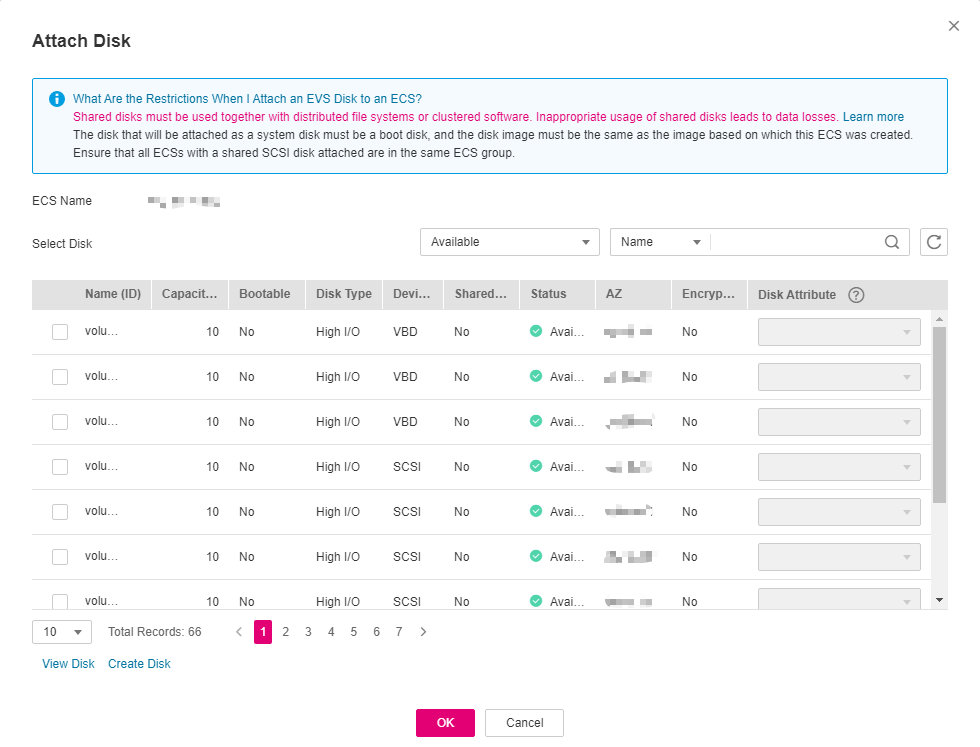 Attach Disk
What Are the Restrictions When I Attach an EVS Disk to an ECS?
Shared disks must be used together with distributed file systems or clustered software. Inappropriate usage of shared disks leads to data losses. Learn more
The disk that will be attached as a system disk must be a boot disk, and the disk image must be the same as the image based on which this ECS was created.
Ensure that all ECSs with a shared SCSI disk attached are in the same ECS group.
ECS Name
Select Disk Available Name
Name (ID) Capacit... Bootable Disk Type Devi... Shared... Status AZ Encryp... Disk Attribute ?
volu... 10 No High I/O VBD No Avai... No
volu... 10 No High I/O VBD No Avai... No
volu... 10 No High I/O VBD No Avai... No
volu... 10 No High I/O SCSI No Avai... No
volu... 10 No High I/O SCSI No Avai... No
volu... 10 No High I/O SCSI No Avai... No
volu... 10 No High I/O SCSI No Avai... No
10 Total Records: 66 < 1 2 3 4 5 6 7 >
View Disk Create Disk
OK Cancel